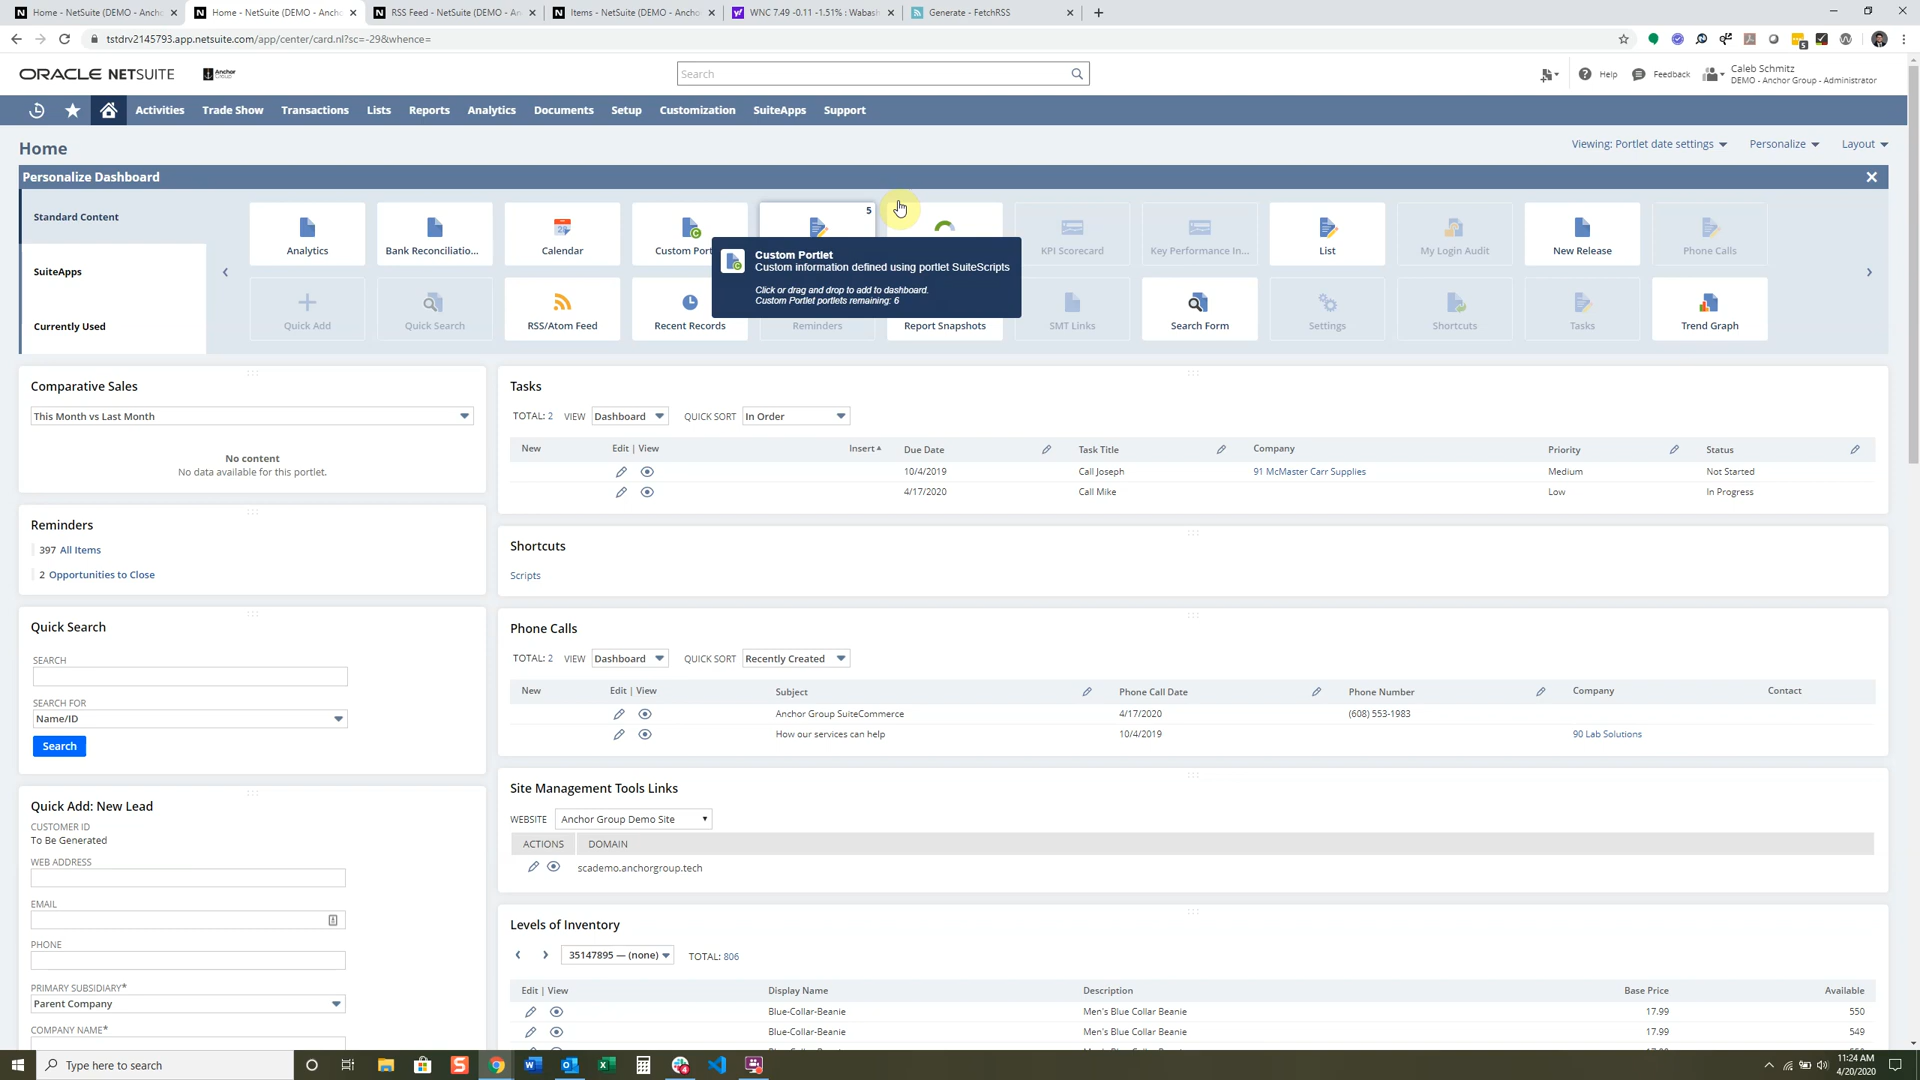 Home - NetSuite (DEMO - Ancho
Home - NetSuite (DEMO - Ancho
RSS Feed - NetSuite (DEMO - An
Items - NetSuite (DEMO - Anchor
WNC 7.49 -0.11 -1.51% : Wabash
Generate - FetchRSS
tstdrv2145793.app.netsuite.com/app/center/card.nl?sc=-29&whence=
ORACLE NETSUITE
Anchor Group
Search
Help
Feedback
Caleb Schmitz
DEMO - Anchor Group - Administrator
Activities Trade Show Transactions Lists Reports Analytics Documents Setup Customization SuiteApps Support
Home
Viewing: Portlet date settings Personalize Layout
Personalize Dashboard
Standard Content
SuiteApps
Currently Used
Analytics
Bank Reconciliatio...
Calendar
Custom Port
5
KPI Scorecard
Key Performance In...
List
My Login Audit
New Release
Phone Calls
Custom Portlet
Custom information defined using portlet SuiteScripts
Click or drag and drop to add to dashboard.
Custom Portlet portlets remaining: 6
Quick Add
Quick Search
RSS/Atom Feed
Recent Records
Reminders
Report Snapshots
SMT Links
Search Form
Settings
Shortcuts
Tasks
Trend Graph
Comparative Sales
This Month vs Last Month
No content
No data available for this portlet.
Reminders
397 All Items
2 Opportunities to Close
Quick Search
SEARCH
SEARCH FOR
Name/ID
Search
Quick Add: New Lead
CUSTOMER ID
To Be Generated
WEB ADDRESS
EMAIL
PHONE
PRIMARY SUBSIDIARY*
Parent Company
COMPANY NAME*
Tasks
TOTAL: 2 VIEW Dashboard QUICK SORT In Order
New Edit | View Insert Due Date Task Title Company Priority Status
10/4/2019 Call Joseph 91 McMaster Carr Supplies Medium Not Started
4/17/2020 Call Mike Low In Progress
Shortcuts
Scripts
Phone Calls
TOTAL: 2 VIEW Dashboard QUICK SORT Recently Created
New Edit | View Subject Phone Call Date Phone Number Company Contact
Anchor Group SuiteCommerce 4/17/2020 (608) 553-1983
How our services can help 10/4/2019 90 Lab Solutions
Site Management Tools Links
WEBSITE Anchor Group Demo Site
ACTIONS DOMAIN
scademo.anchorgroup.tech
Levels of Inventory
35147895 — (none) TOTAL: 806
Edit | View Display Name Description Base Price Available
Blue-Collar-Beanie Men's Blue Collar Beanie 17.99 550
Blue-Collar-Beanie Men's Blue Collar Beanie 17.99 549
Type here to search
11:24 AM
4/20/2020